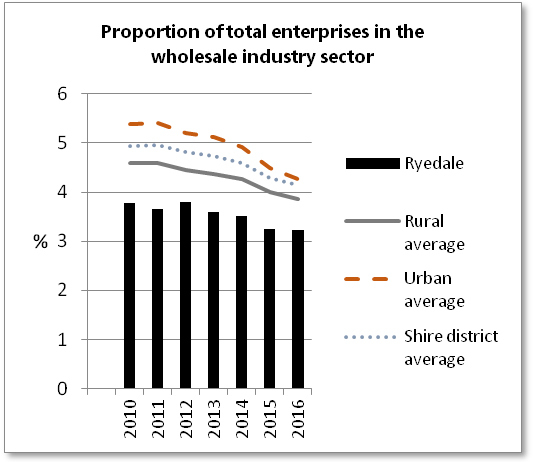 Proportion of total enterprises in the
wholesale industry sector
6
5
4
%
3
2
1
0
2010
2011
2012
2013
2014
2015
2016
Ryedale
Rural
average
Urban
average
Shire district
average